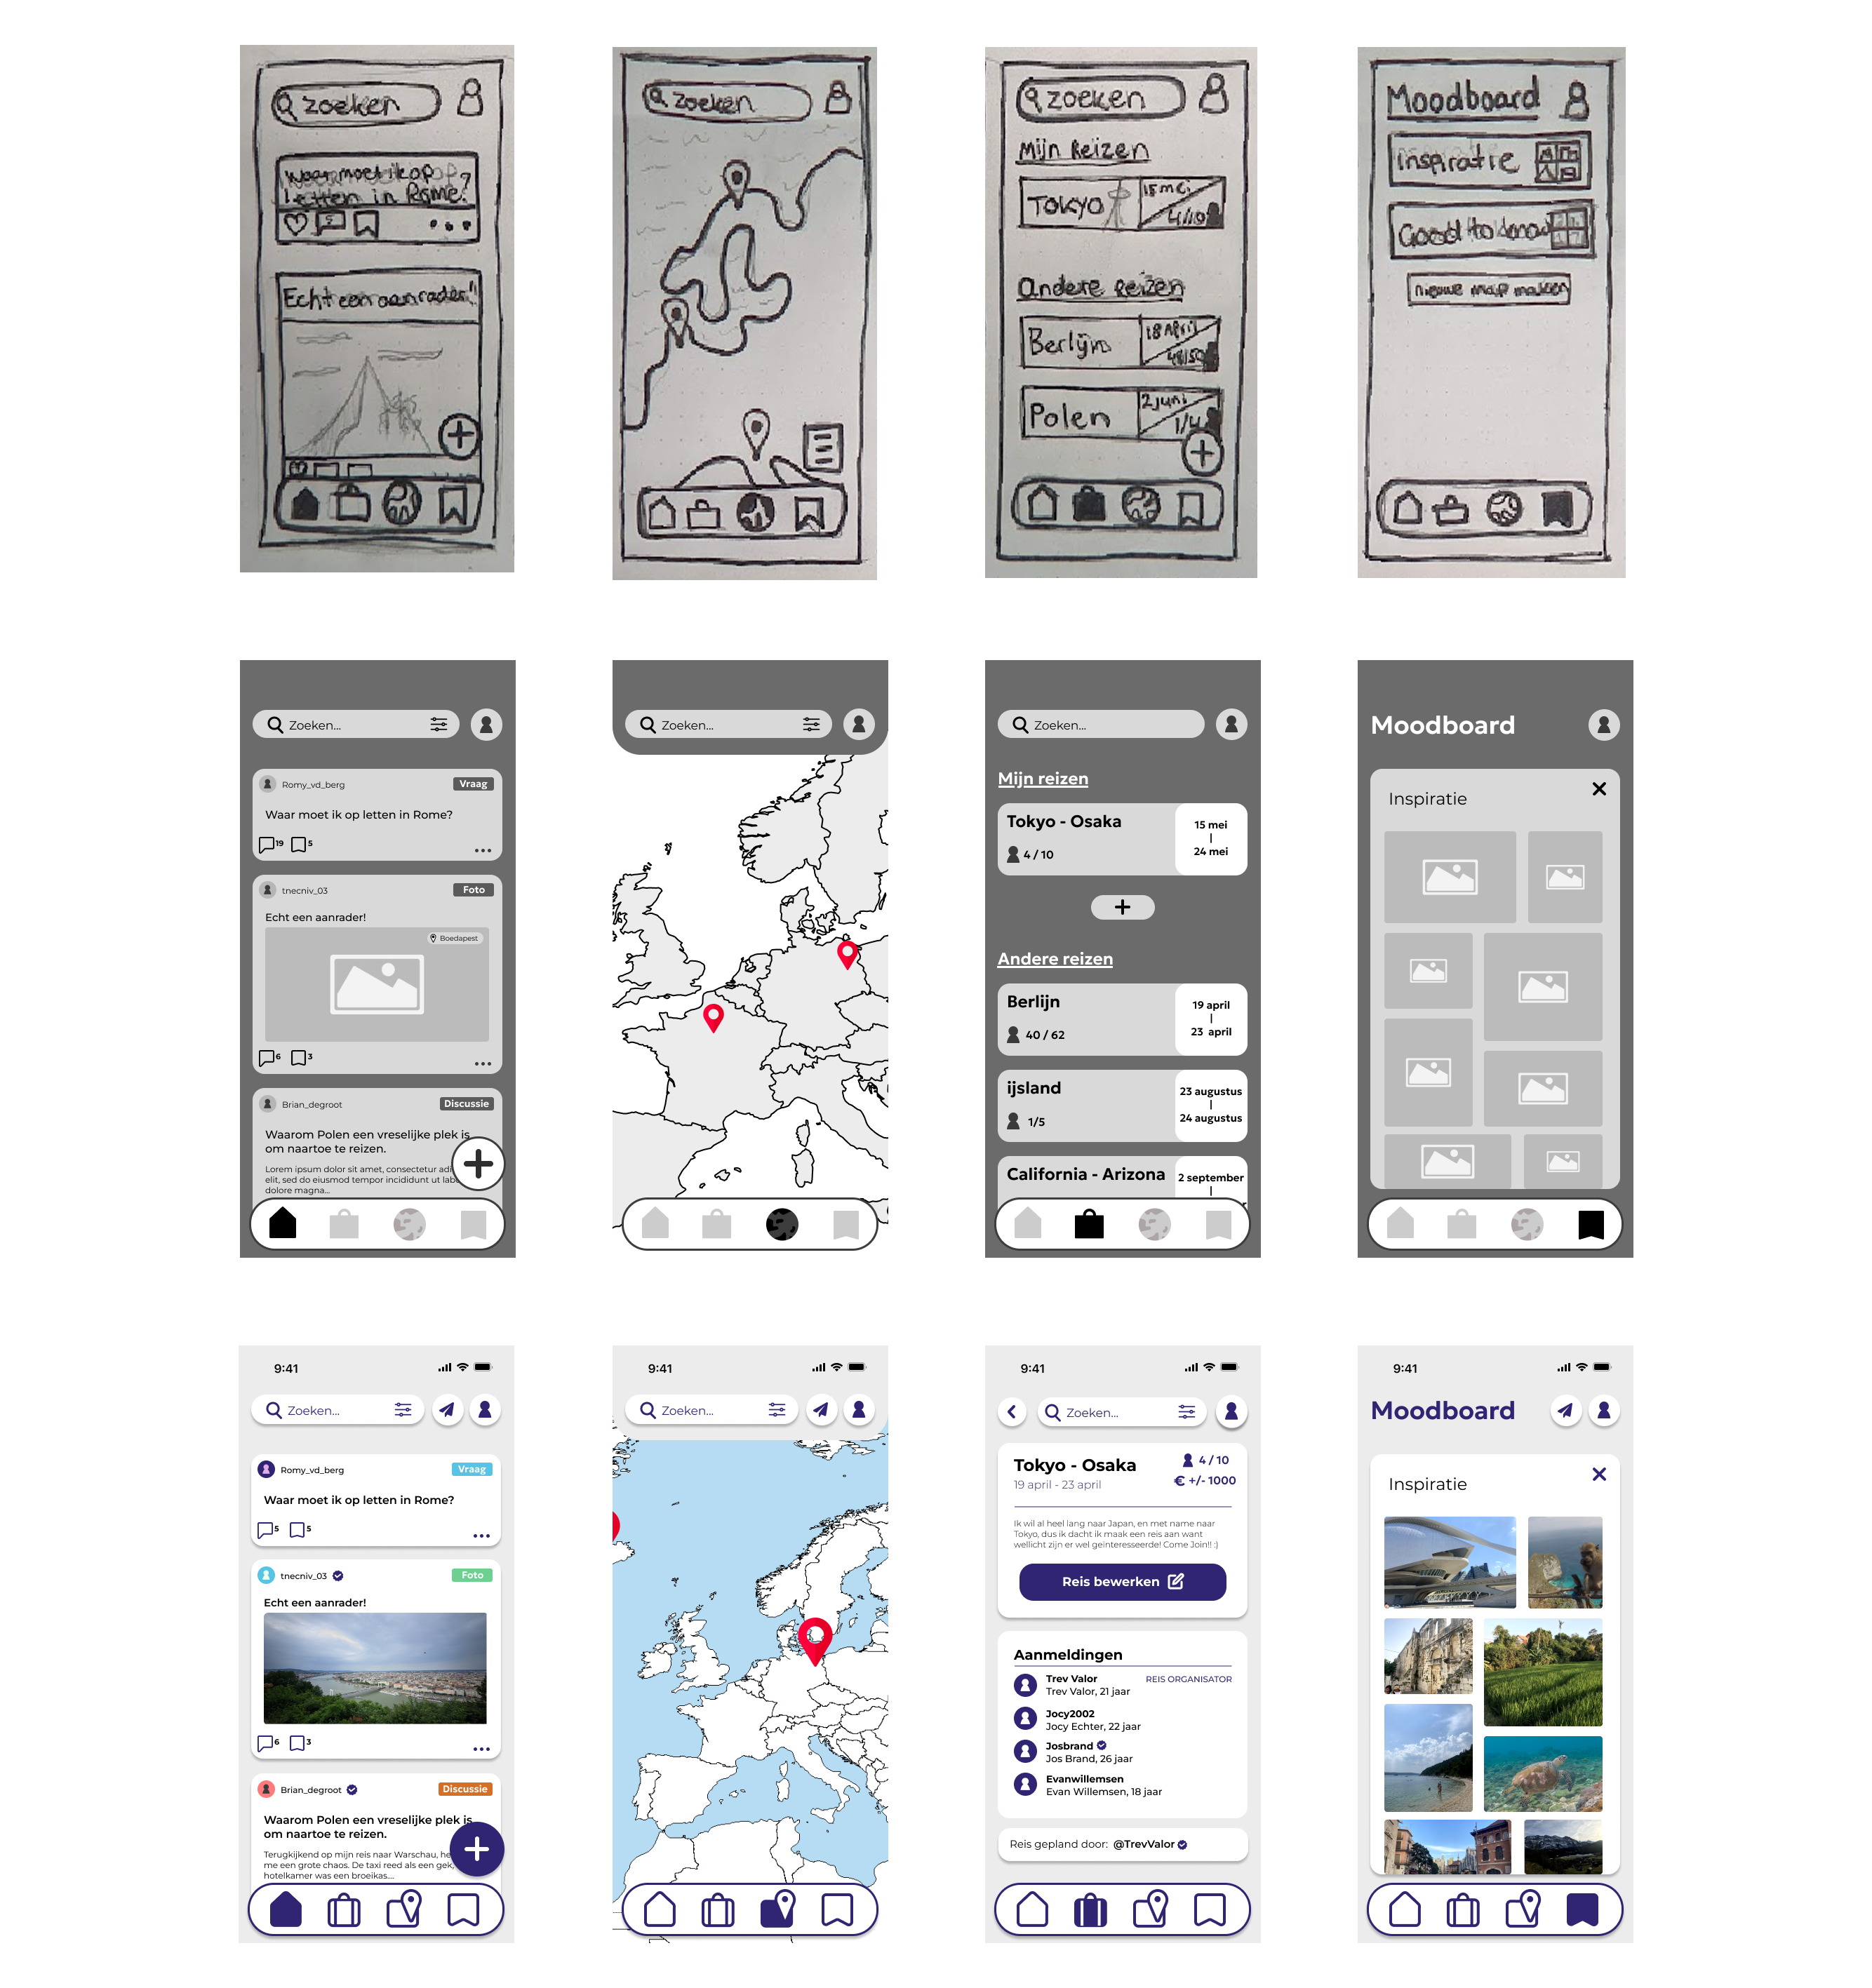 zoeken
Waar moet ik op
letten in Rome?
Echt een aanrader!
zoeken
zoeken
Mijn Reizen
Tokyo
15 mei
4/10
Andere Reizen
Berlijn
18 April
48/50
Polen
2 juni
1/4
Moodboard
inspiratie
Good to know
nieuwe map maken
Zoeken...
Romy_vd_berg
Vraag
Waar moet ik op letten in Rome?
19
5
tnecniv_03
Foto
Echt een aanrader!
Boedapest
6
3
Brian_degroot
Discussie
Waarom Polen een vreselijke plek is
om naartoe te reizen.
Lorem ipsum dolor sit amet, consectetur adi
elit, sed do eiusmod tempor incididunt ut lab
dolore magna...
Zoeken...
Zoeken...
Mijn reizen
Tokyo - Osaka
4 / 10
15 mei
|
24 mei
Andere reizen
Berlijn
40 / 62
19 april
|
23 april
ijsland
1/5
23 augustus
|
24 augustus
California - Arizona
2 september
|
Moodboard
Inspiratie
9:41
Zoeken...
Romy_vd_berg
Vraag
Waar moet ik op letten in Rome?
5
5
tnecniv_03
Foto
Echt een aanrader!
6
3
Brian_degroot
Discussie
Waarom Polen een vreselijke plek is
om naartoe te reizen.
Terugkijkend op mijn reis naar Warschau, he
me een grote chaos. De taxi reed als een gek,
hotelkamer was een broeikas....
9:41
Zoeken...
9:41
Zoeken...
Tokyo - Osaka
19 april - 23 april
4 / 10
€ +/- 1000
Ik wil al heel lang naar Japan, en met name naar
Tokyo, dus ik dacht ik maak een reis aan want
wellicht zijn er wel geinteresseerde! Come Join!! :)
Reis bewerken
Aanmeldingen
Trev Valor
REIS ORGANISATOR
Trev Valor, 21 jaar
Jocy2002
Jocy Echter, 22 jaar
Josbrand
Jos Brand, 26 jaar
Evanwillemsen
Evan Willemsen, 18 jaar
Reis gepland door: @TrevValor
9:41
Moodboard
Inspiratie